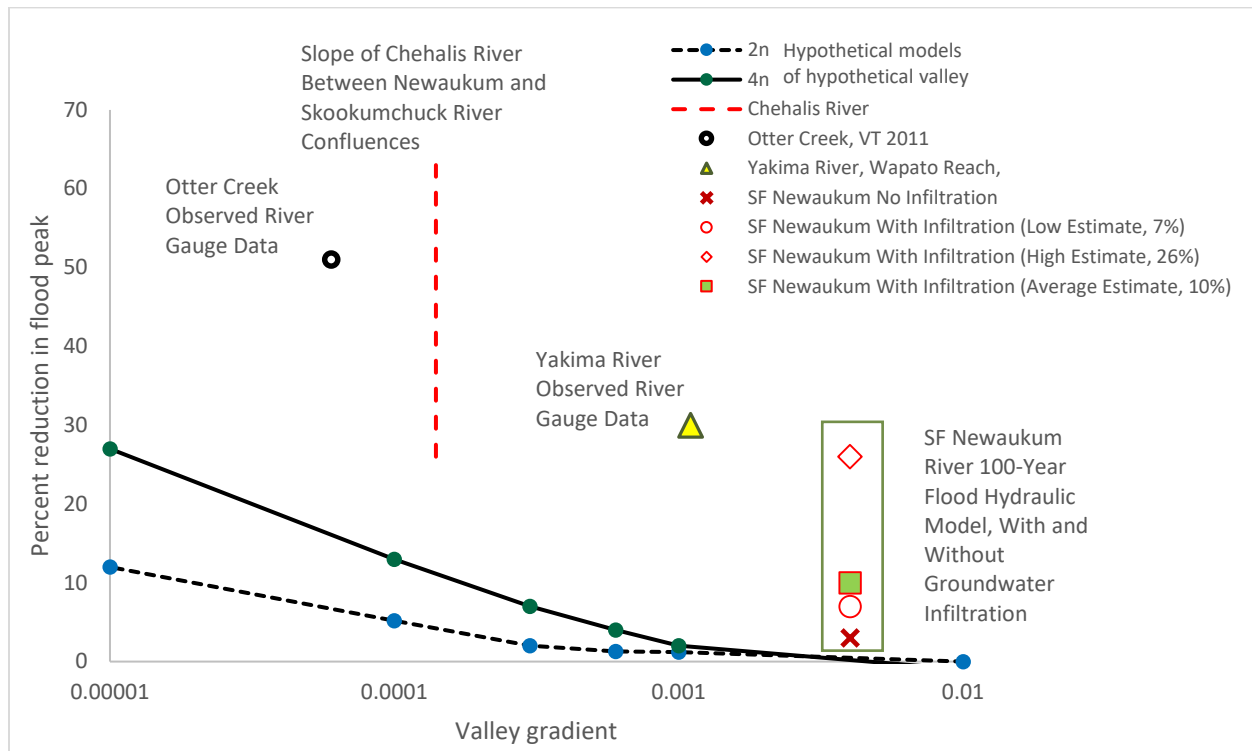 Slope of Chehalis River
Between Newaukum and
Skookumchuck River
Confluences
2n Hypothetical models
4n of hypothetical valley
Chehalis River
Otter Creek, VT 2011
Yakima River, Wapato Reach,
SF Newaukum No Infiltration
SF Newaukum With Infiltration (Low Estimate, 7%)
SF Newaukum With Infiltration (High Estimate, 26%)
SF Newaukum With Infiltration (Average Estimate, 10%)
Otter Creek
Observed River
Gauge Data
Yakima River
Observed River
Gauge Data
SF Newaukum
River 100-Year
Flood Hydraulic
Model, With and
Without
Groundwater
Infiltration
Percent reduction in flood peak
70
60
50
40
30
20
10
0
0.00001
0.0001
0.001
0.01
Valley gradient